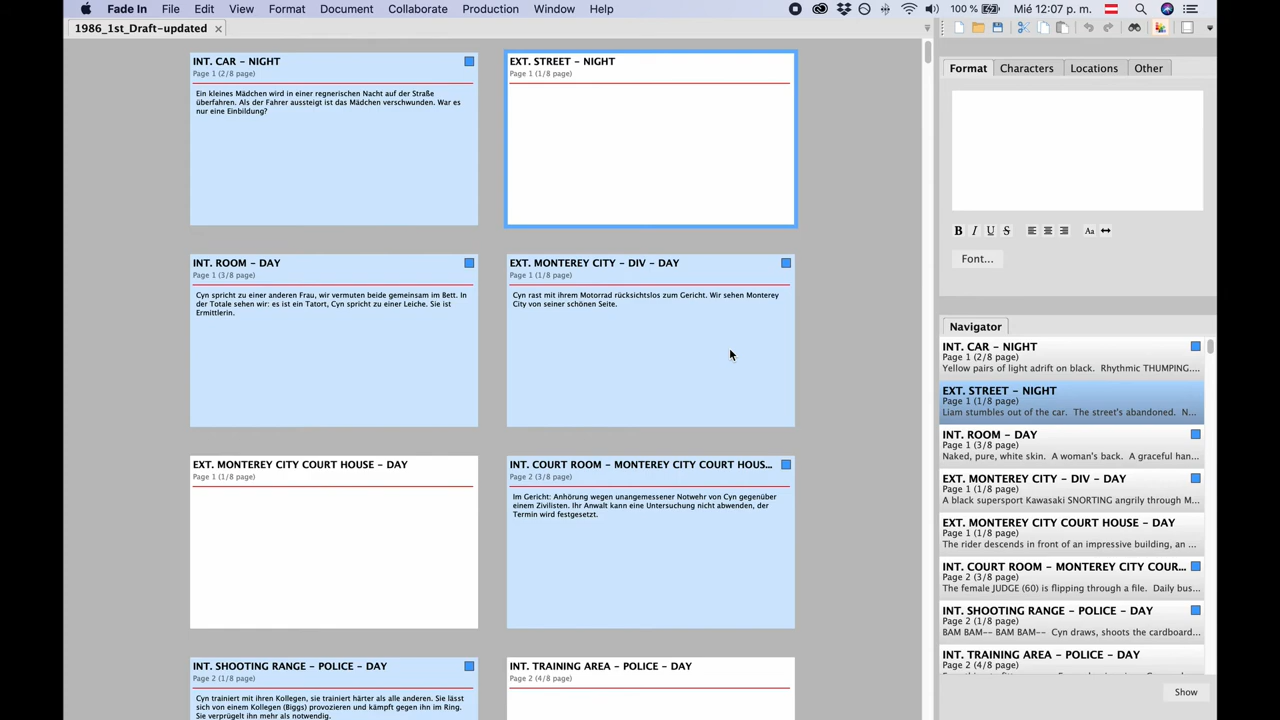 Fade In File Edit View Format Document Collaborate Production Window Help 100 % Mié 12:07 p. m.
1986_1st_Draft-updated
INT. CAR – NIGHT
Page 1 (2/8 page)
Ein kleines Mädchen wird in einer regnerischen Nacht auf der Straße
überfahren. Als der Fahrer aussteigt ist das Mädchen verschwunden. War es
nur eine Einbildung?
EXT. STREET – NIGHT
Page 1 (1/8 page)
INT. ROOM – DAY
Page 1 (3/8 page)
Cyn spricht zu einer anderen Frau, wir vermuten beide gemeinsam im Bett. In
der Totale sehen wir: es ist ein Tatort, Cyn spricht zu einer Leiche. Sie ist
Ermittlerin.
EXT. MONTEREY CITY – DIV – DAY
Page 1 (1/8 page)
Cyn rast mit ihrem Motorrad rücksichtslos zum Gericht. Wir sehen Monterey
City von seiner schönen Seite.
EXT. MONTEREY CITY COURT HOUSE – DAY
Page 1 (1/8 page)
INT. COURT ROOM – MONTEREY CITY COURT HOUS...
Page 2 (3/8 page)
Im Gericht: Anhörung wegen unangemessener Notwehr von Cyn gegenüber
einem Zivilisten. Ihr Anwalt kann eine Untersuchung nicht abwenden, der
Termin wird festgesetzt.
INT. SHOOTING RANGE – POLICE – DAY
Page 2 (1/8 page)
Cyn trainiert mit ihren Kollegen, sie trainiert härter als alle anderen. Sie lässt
sich von einem Kollegen (Biggs) provozieren und kämpft gegen ihn im Ring.
Sie verprügelt ihn mehr als notwendig.
INT. TRAINING AREA – POLICE – DAY
Page 2 (4/8 page)
Format Characters Locations Other
B I U S Aa
Font...
Navigator
INT. CAR – NIGHT
Page 1 (2/8 page)
Yellow pairs of light adrift on black. Rhythmic THUMPING....
EXT. STREET – NIGHT
Page 1 (1/8 page)
Liam stumbles out of the car. The street's abandoned. N...
INT. ROOM – DAY
Page 1 (3/8 page)
Naked, pure, white skin. A woman's back. A graceful han...
EXT. MONTEREY CITY – DIV – DAY
Page 1 (1/8 page)
A black supersport Kawasaki SNORTING angrily through M...
EXT. MONTEREY CITY COURT HOUSE – DAY
Page 1 (1/8 page)
The rider descends in front of an impressive building, an ...
INT. COURT ROOM – MONTEREY CITY COUR...
Page 2 (3/8 page)
The female JUDGE (60) is flipping through a file. Daily bus...
INT. SHOOTING RANGE – POLICE – DAY
Page 2 (1/8 page)
BAM BAM-- BAM BAM-- Cyn draws, shoots the cardboard...
INT. TRAINING AREA – POLICE – DAY
Page 2 (4/8 page)
Show